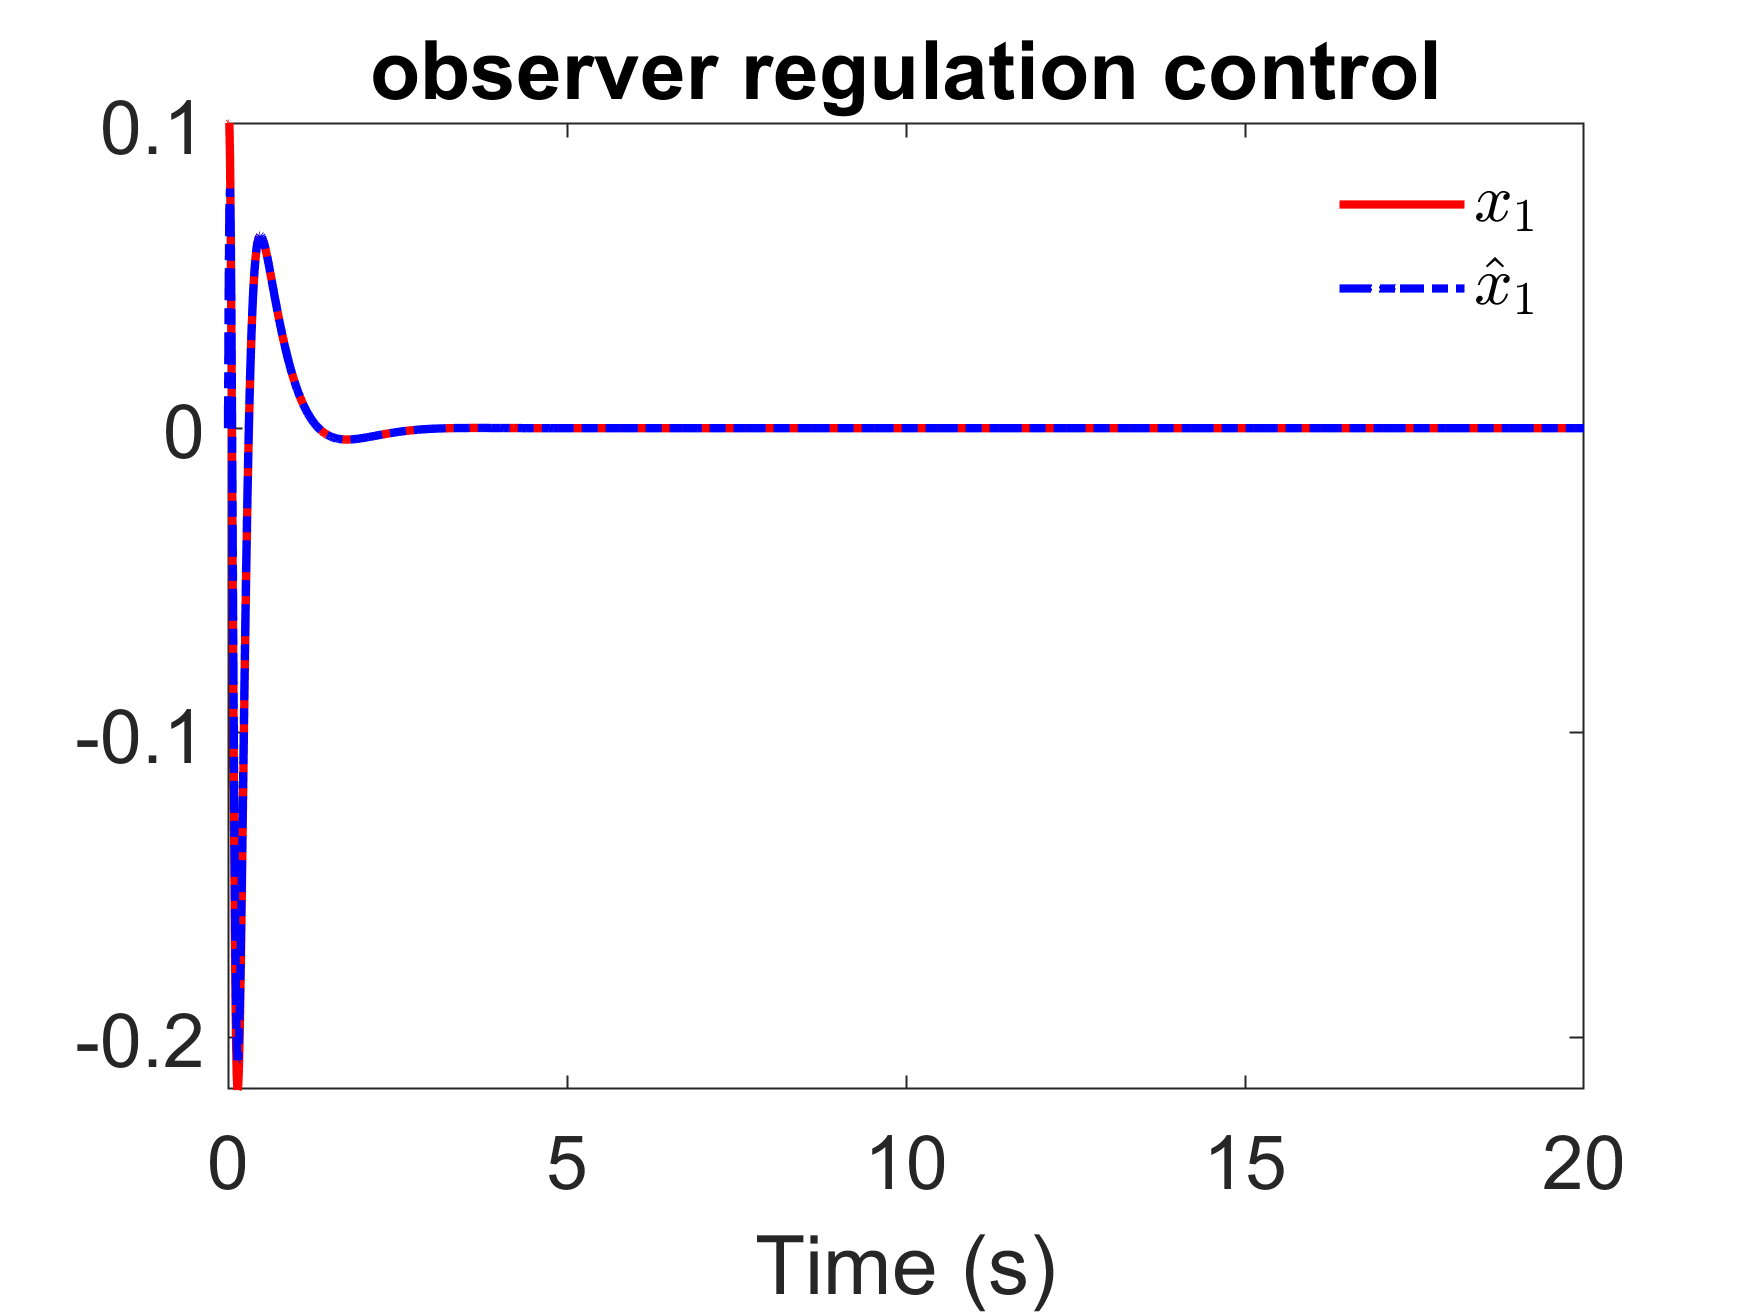 observer regulation control
0.1
0
-0.1
-0.2
x₁
x̂₁
0 5 10 15 20
Time (s)